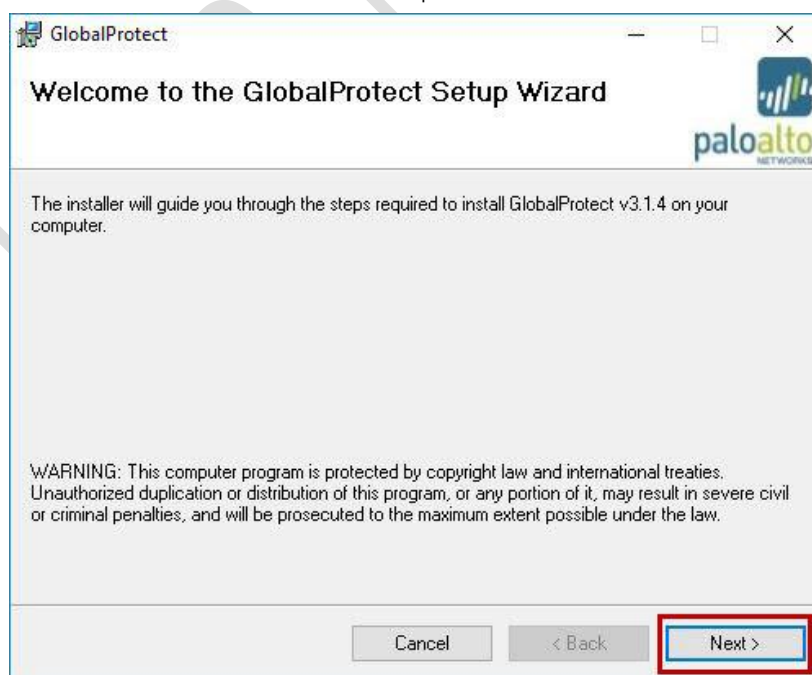 GlobalProtect
Welcome to the GlobalProtect Setup Wizard
paloalto
NETWORKS
The installer will guide you through the steps required to install GlobalProtect v3.1.4 on your
computer.
WARNING: This computer program is protected by copyright law and international treaties.
Unauthorized duplication or distribution of this program, or any portion of it, may result in severe civil
or criminal penalties, and will be prosecuted to the maximum extent possible under the law.
Cancel
< Back
Next >